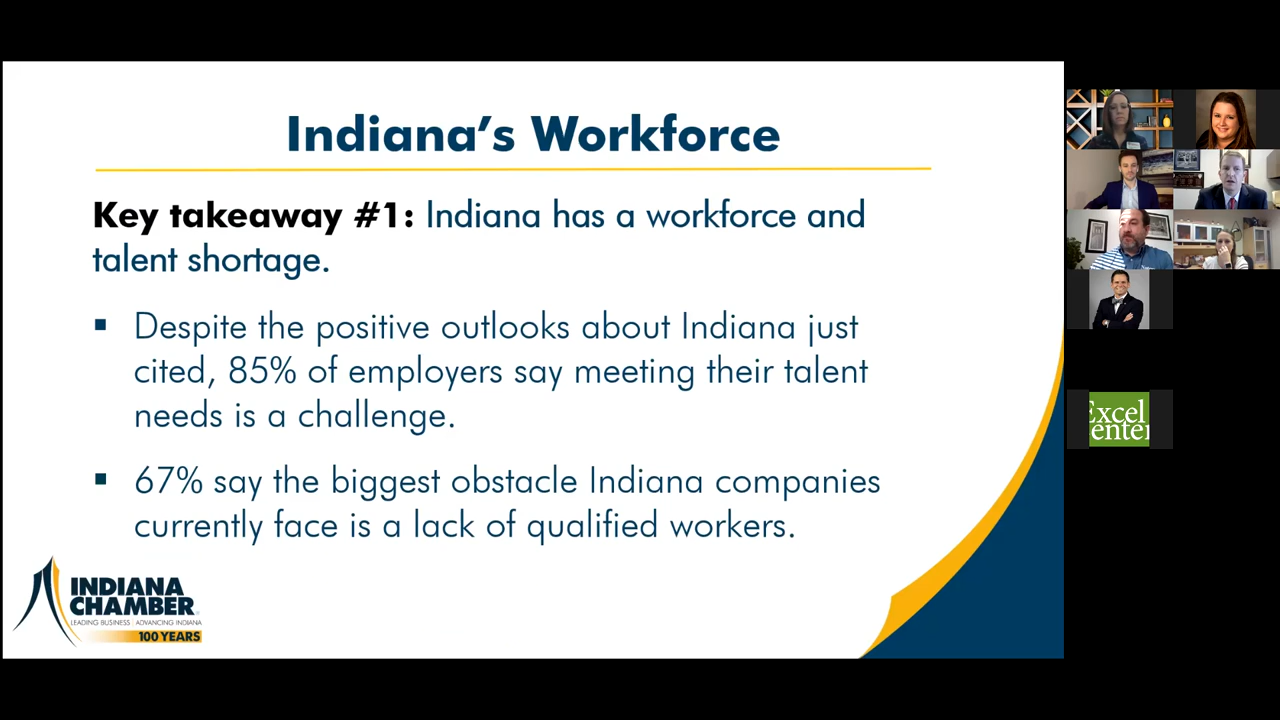 Indiana's Workforce
Key takeaway #1: Indiana has a workforce and
talent shortage.
▪ Despite the positive outlooks about Indiana just
cited, 85% of employers say meeting their talent
needs is a challenge.
▪ 67% say the biggest obstacle Indiana companies
currently face is a lack of qualified workers.
INDIANA
CHAMBER
LEADING BUSINESS | ADVANCING INDIANA
100 YEARS
Excel
Center